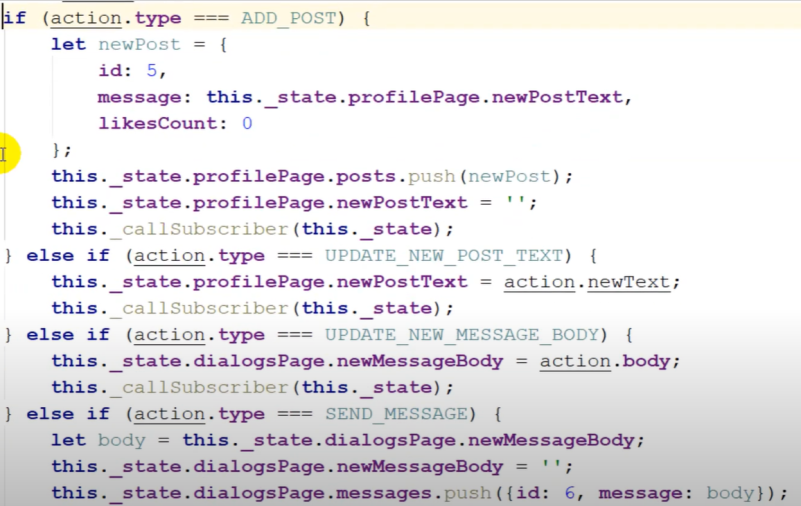 if (action.type === ADD_POST) {
let newPost = {
id: 5,
message: this._state.profilePage.newPostText,
likesCount: 0
};
this._state.profilePage.posts.push(newPost);
this._state.profilePage.newPostText = '';
this._callSubscriber(this._state);
} else if (action.type === UPDATE_NEW_POST_TEXT) {
this._state.profilePage.newPostText = action.newText;
this._callSubscriber(this._state);
} else if (action.type === UPDATE_NEW_MESSAGE_BODY) {
this._state.dialogsPage.newMessageBody = action.body;
this._callSubscriber(this._state);
} else if (action.type === SEND_MESSAGE) {
let body = this._state.dialogsPage.newMessageBody;
this._state.dialogsPage.newMessageBody = '';
this._state.dialogsPage.messages.push({id: 6, message: body});